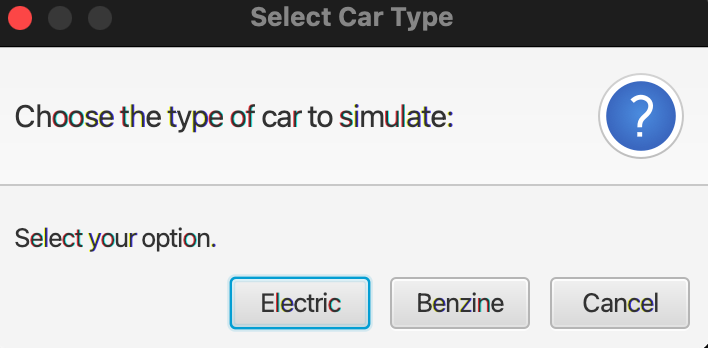 Select Car Type
Choose the type of car to simulate:
?
Select your option.
Electric
Benzine
Cancel